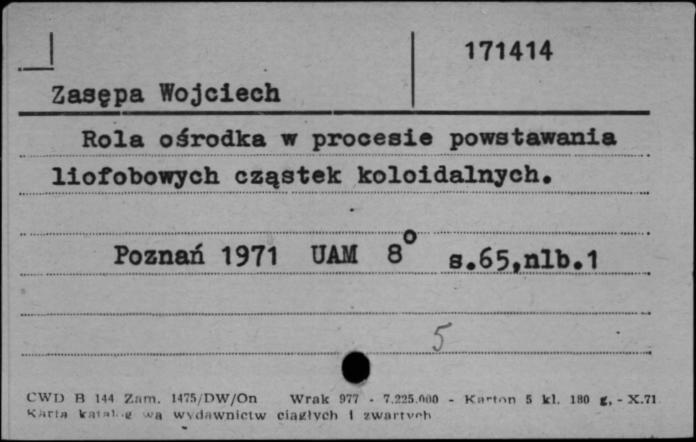 171414
Zasępa Wojciech
Rola ośrodka w procesie powstawania
liofobowych cząstek koloidalnych.
Poznań 1971 UAM 8° s.65,nlb.1
5
CWD B 144 Zam. 1475/DW/On Wrak 977 - 7.225.000 - Karton 5 kl. 180 g, - X.71
Karta katalogowa wydawnictw ciągłych i zwartych